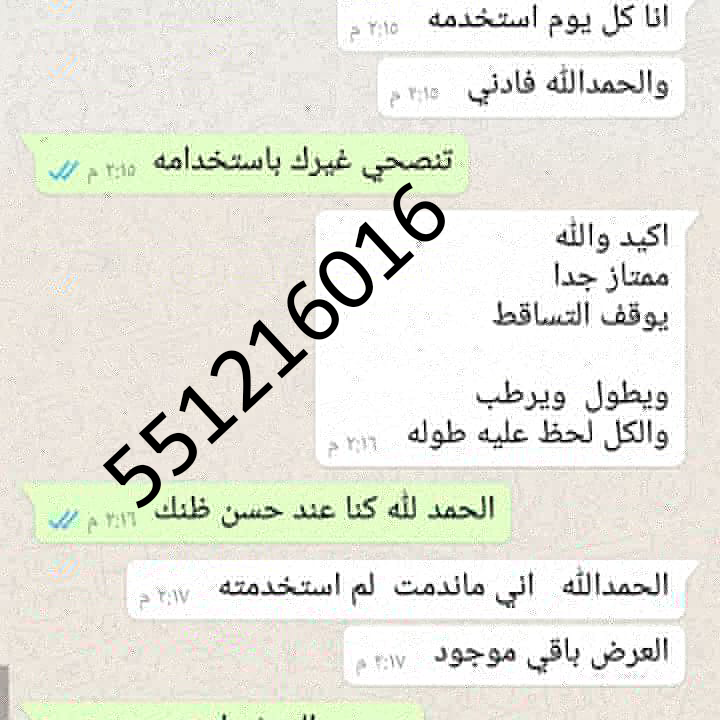 انا كل يوم استخدمه ٢:١٥ م
والحمدالله فادني ٢:١٥ م
تنصحي غيرك باستخدامه ٢:١٥ م
اكيد والله
ممتاز جدا
يوقف التساقط
ويطول ويرطب
والكل لحظ عليه طوله ٢:١٦ م
551216016
الحمد لله كنا عند حسن ظنك ٢:١٦ م
الحمدالله اني ماندمت لم استخدمته ٢:١٧ م
العرض باقي موجود ٢:١٧ م